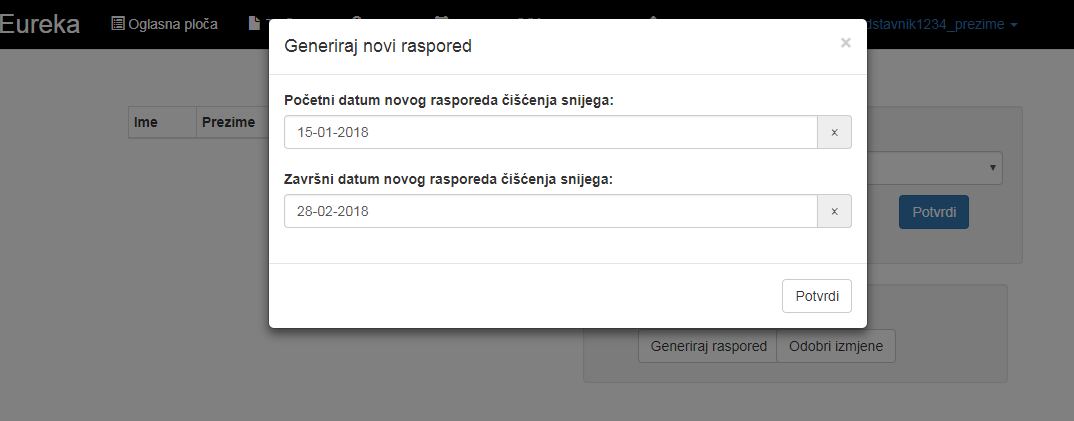 Eureka
Oglasna ploča
dstavnik1234_prezime
Generiraj novi raspored
×
Početni datum novog rasporeda čišćenja snijega:
15-01-2018
x
Završni datum novog rasporeda čišćenja snijega:
28-02-2018
x
Potvrdi
Ime Prezime
Potvrdi
Generiraj raspored Odobri izmjene